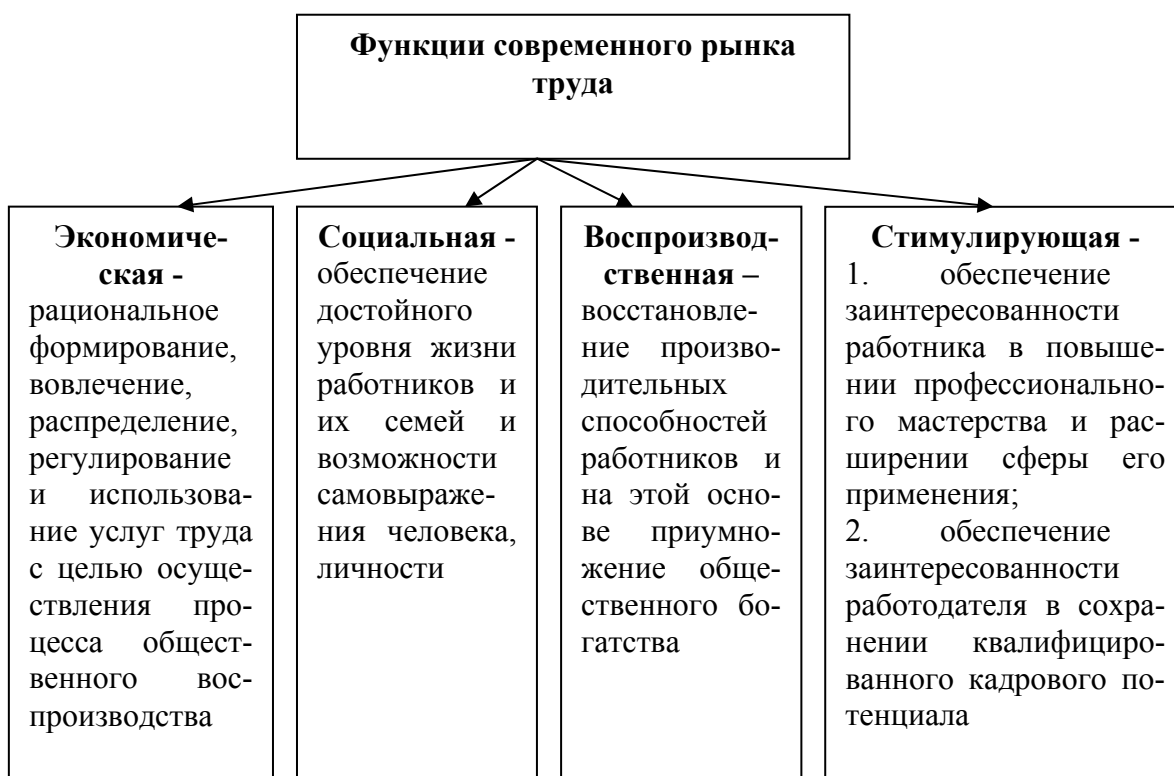 Функции современного рынка
труда
Экономиче-
ская -
рациональное
формирование,
вовлечение,
распределение,
регулирование
и использова-
ние услуг труда
с целью осуще-
ствления про-
цесса общест-
венного вос-
производства
Социальная -
обеспечение
достойного
уровня жизни
работников и
их семей и
возможности
самовыраже-
ния человека,
личности
Воспроизвод-
ственная –
восстановле-
ние произво-
дительных
способностей
работников и
на этой осно-
ве приумно-
жение обще-
ственного бо-
гатства
Стимулирующая -
1. обеспечение
заинтересованности
работника в повыше-
нии профессионально-
го мастерства и рас-
ширении сферы его
применения;
2. обеспечение
заинтересованности
работодателя в сохра-
нении квалифициро-
ванного кадрового по-
тенциала